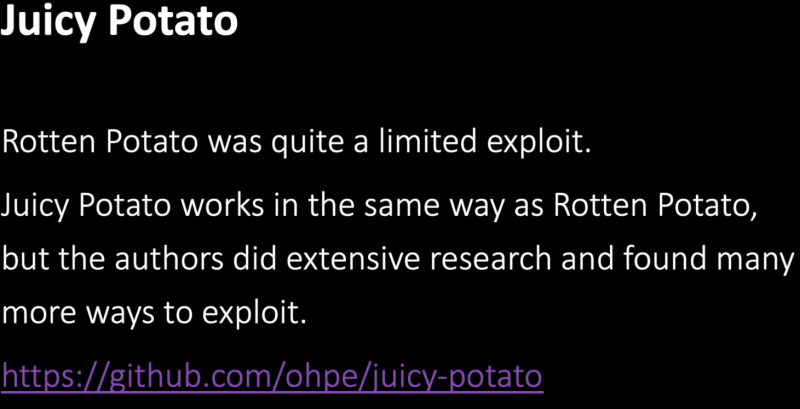 Juicy Potato
Rotten Potato was quite a limited exploit.
Juicy Potato works in the same way as Rotten Potato,
but the authors did extensive research and found many
more ways to exploit.
https://github.com/ohpe/juicy-potato